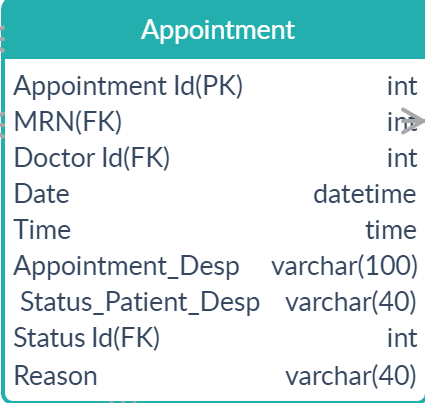 Appointment
Appointment Id(PK) int
MRN(FK) int
Doctor Id(FK) int
Date datetime
Time time
Appointment_Desp varchar(100)
Status_Patient_Desp varchar(40)
Status Id(FK) int
Reason varchar(40)